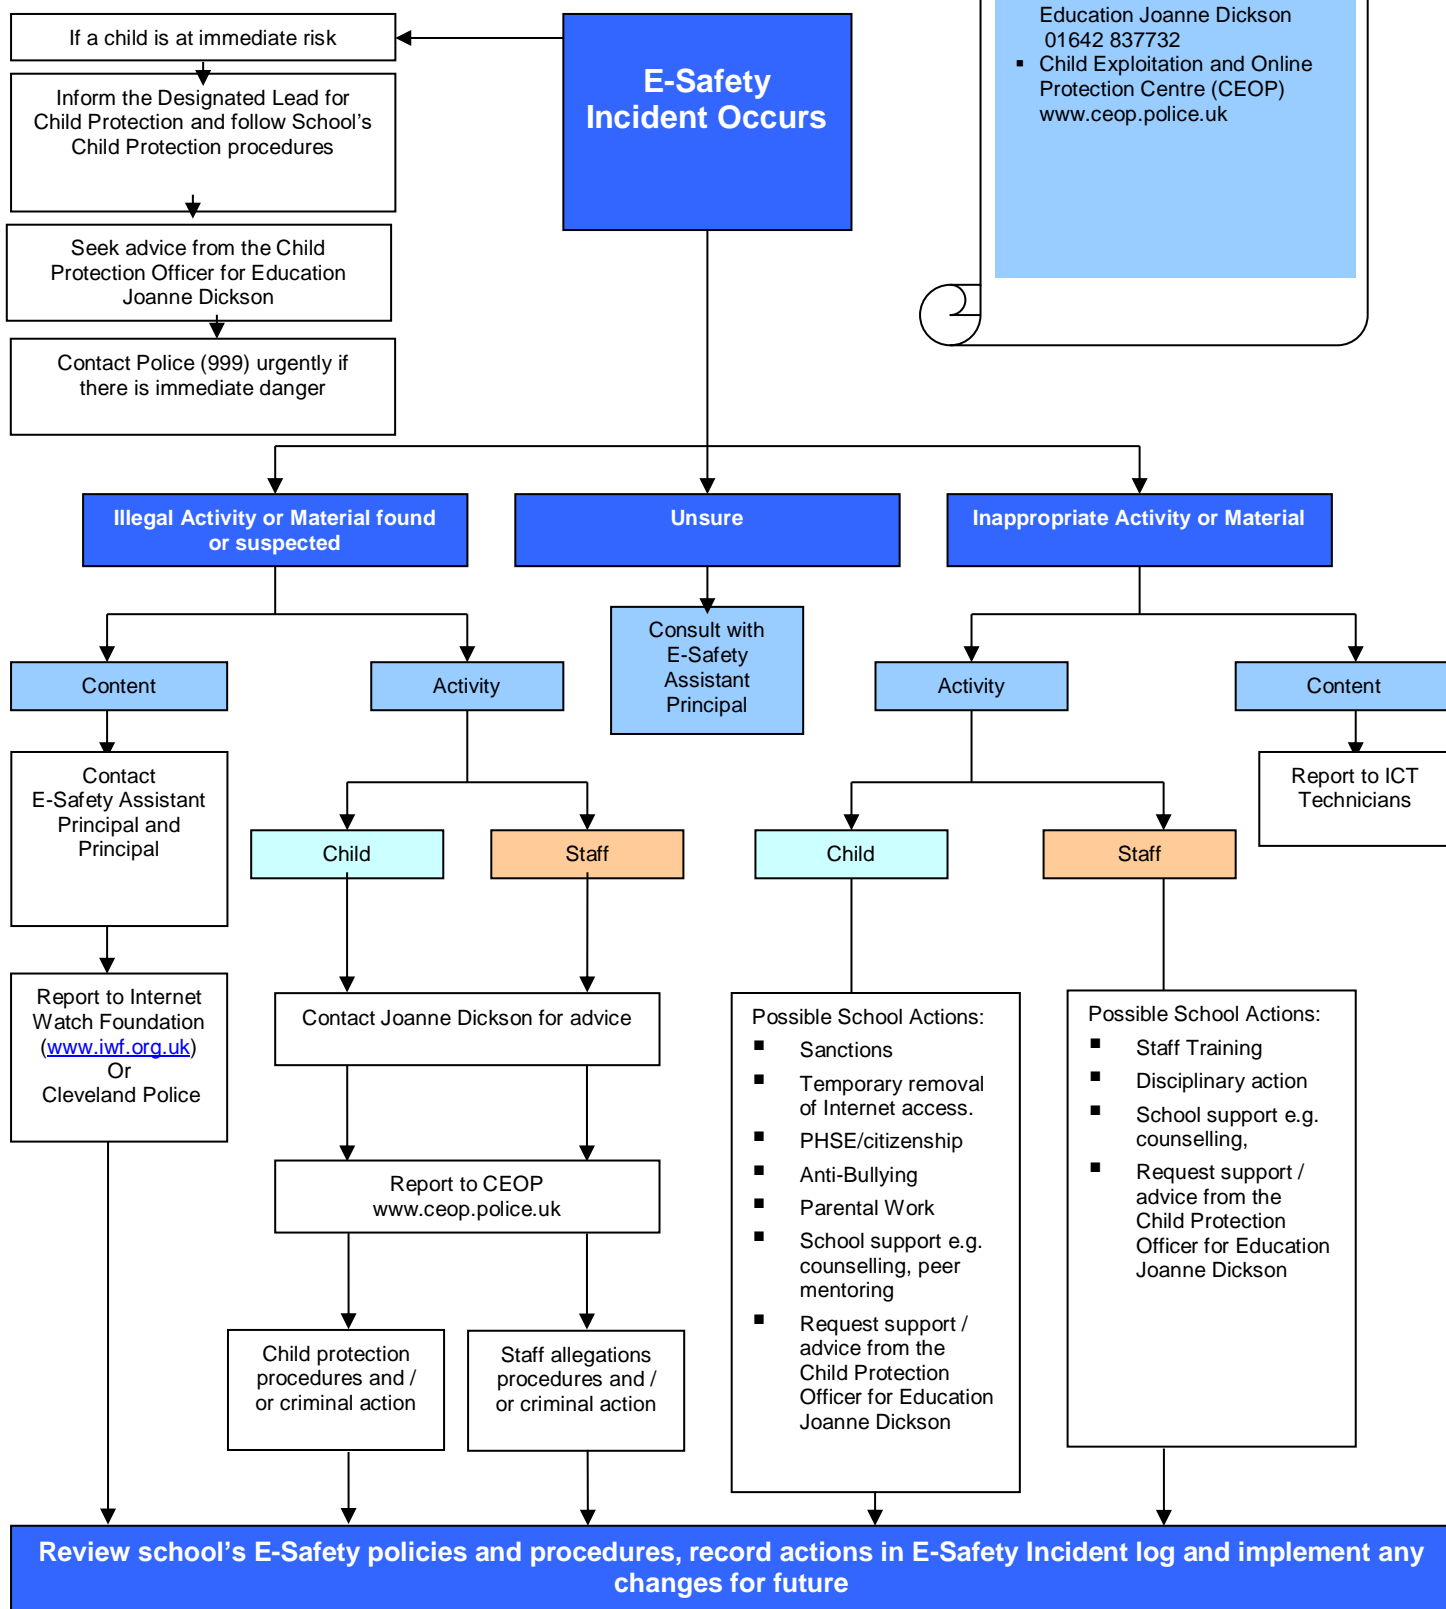 If a child is at immediate risk
Inform the Designated Lead for
Child Protection and follow School’s
Child Protection procedures
Seek advice from the Child
Protection Officer for Education
Joanne Dickson
Contact Police (999) urgently if
there is immediate danger
E-Safety
Incident Occurs
Education Joanne Dickson
01642 837732
▪ Child Exploitation and Online
Protection Centre (CEOP)
www.ceop.police.uk
Illegal Activity or Material found
or suspected
Unsure
Inappropriate Activity or Material
Content
Activity
Consult with
E-Safety
Assistant
Principal
Activity
Content
Contact
E-Safety Assistant
Principal and
Principal
Child
Staff
Child
Staff
Report to ICT
Technicians
Report to Internet
Watch Foundation
(www.iwf.org.uk)
Or
Cleveland Police
Contact Joanne Dickson for advice
Report to CEOP
www.ceop.police.uk
Child protection
procedures and /
or criminal action
Staff allegations
procedures and /
or criminal action
Possible School Actions:
▪ Sanctions
▪ Temporary removal
of Internet access.
▪ PHSE/citizenship
▪ Anti-Bullying
▪ Parental Work
▪ School support e.g.
counselling, peer
mentoring
▪ Request support /
advice from the
Child Protection
Officer for Education
Joanne Dickson
Possible School Actions:
▪ Staff Training
▪ Disciplinary action
▪ School support e.g.
counselling,
▪ Request support /
advice from the
Child Protection
Officer for Education
Joanne Dickson
Review school’s E-Safety policies and procedures, record actions in E-Safety Incident log and implement any
changes for future